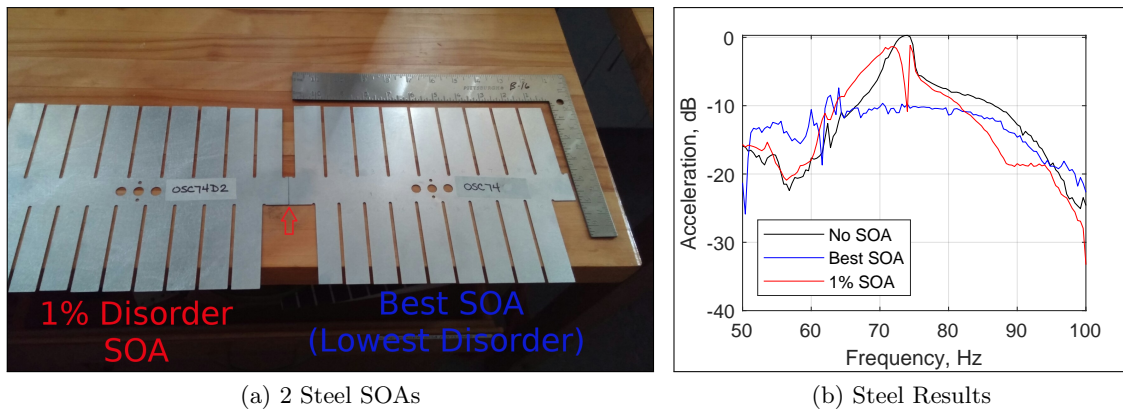 B-16
OSC74D2
OSC74
1% Disorder
SOA
Best SOA
(Lowest Disorder)
(a) 2 Steel SOAs
0
-10
-20
-30
-40
Acceleration, dB
No SOA
Best SOA
1% SOA
50
60
70
80
90
100
Frequency, Hz
(b) Steel Results